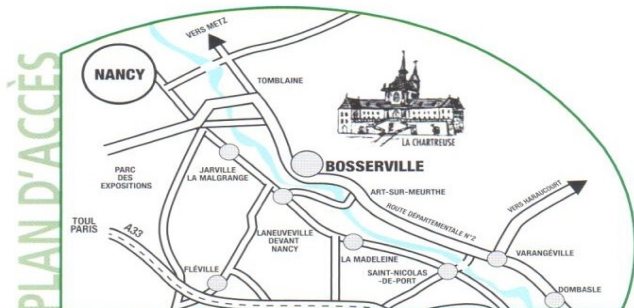 PLAN D'ACCÈS
VERS METZ
NANCY
TOMBLAINE
LA CHARTREUSE
PARC
DES
EXPOSITIONS
JARVILLE
LA MALGRANGE
BOSSERVILLE
ART-SUR-MEURTHE
VERS HARAUCOURT
ROUTE DÉPARTEMENTALE N°2
TOUL
PARIS
A33
LANEUVEVILLE
DEVANT
NANCY
LA MADELEINE
VARANGÉVILLE
FLÉVILLE
SAINT-NICOLAS
-DE-PORT
DOMBASLE